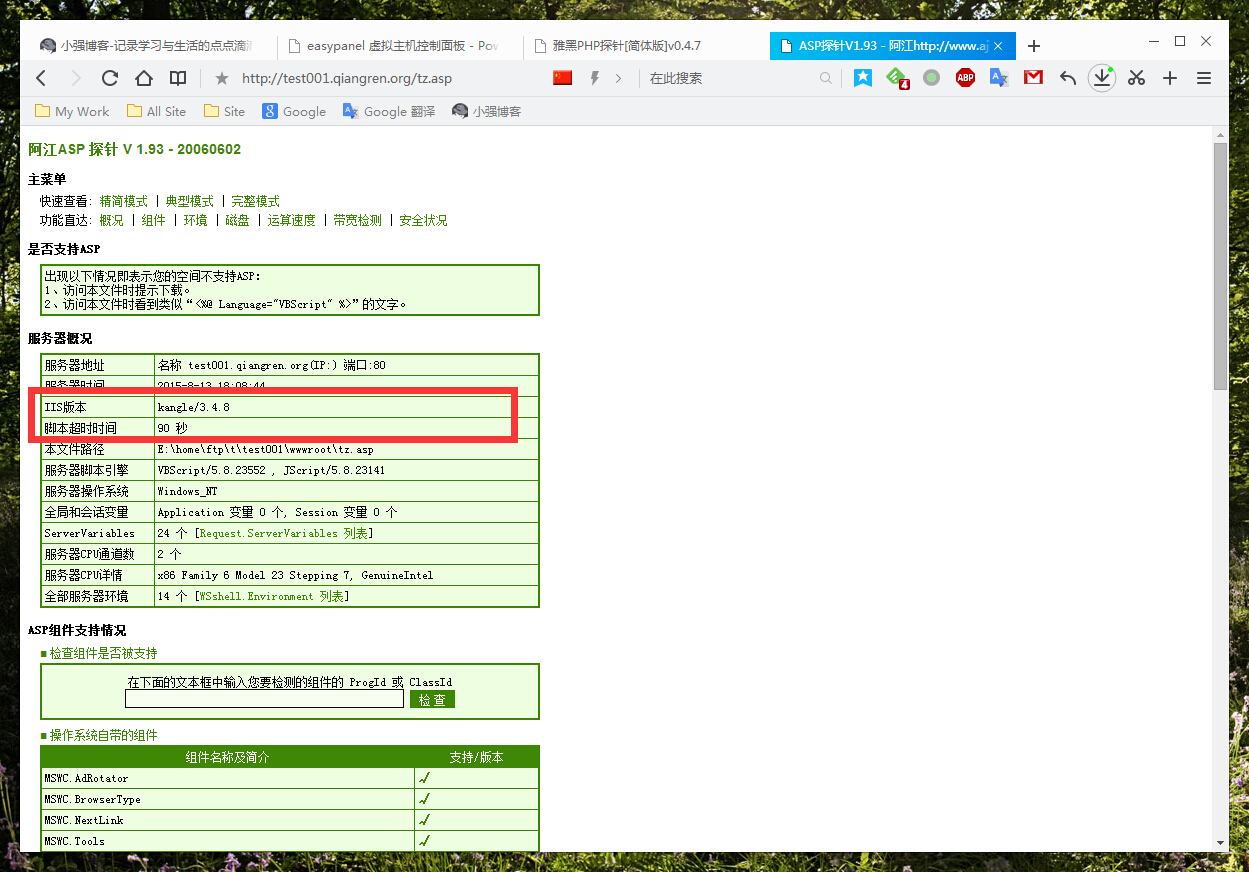 小强博客-记录学习与生活的点点滴滴
easypanel 虚拟主机控制面板 - Pow
雅黑PHP探针[简体版]v0.4.7
ASP探针V1.93 - 阿江http://www.aj
http://test001.qiangren.org/tz.asp
在此搜索
4
ABP
My Work
All Site
Site
Google
Google 翻译
小强博客
阿江ASP 探针 V 1.93 - 20060602
主菜单
快速查看: 精简模式 | 典型模式 | 完整模式
功能直达: 概况 | 组件 | 环境 | 磁盘 | 运算速度 | 带宽检测 | 安全状况
是否支持ASP
出现以下情况即表示您的空间不支持ASP:
1、访问本文件时提示下载。
2、访问本文件时看到类似“<%@ Language="VBScript" %>”的文字。
服务器概况
服务器地址 名称 test001.qiangren.org(IP:) 端口:80
服务器时间 2015-8-13 18:08:44
IIS版本 kangle/3.4.8
脚本超时时间 90 秒
本文件路径 E:\home\ftp\t\test001\wwwroot\tz.asp
服务器脚本引擎 VBScript/5.8.23552 , JScript/5.8.23141
服务器操作系统 Windows_NT
全局和会话变量 Application 变量 0 个, Session 变量 0 个
ServerVariables 24 个 [Request.ServerVariables 列表]
服务器CPU通道数 2 个
服务器CPU详情 x86 Family 6 Model 23 Stepping 7, GenuineIntel
全部服务器环境 14 个 [WSshell.Environment 列表]
ASP组件支持情况
■ 检查组件是否被支持
在下面的文本框中输入您要检测的组件的 ProgId 或 ClassId
检 查
■ 操作系统自带的组件
组件名称及简介 支持/版本
MSWC.AdRotator √
MSWC.BrowserType √
MSWC.NextLink √
MSWC.Tools √